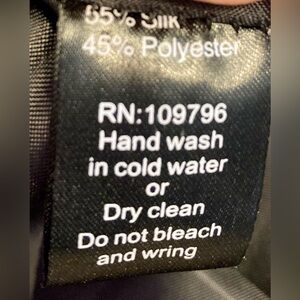 55% Silk
45% Polyester
RN:109796
Hand wash
in cold water
or
Dry clean
Do not bleach
and wring